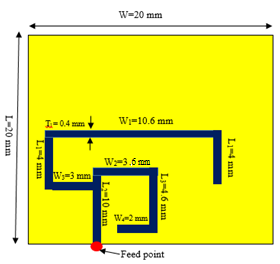 W=20 mm
L=20 mm
T₁= 0.4 mm
W₁=10.6 mm
L₁=4 mm
L₁=4 mm
W₂=3.6 mm
W₃=3 mm
L₂=10 mm
L₃=4.6 mm
W₄=2 mm
Feed point